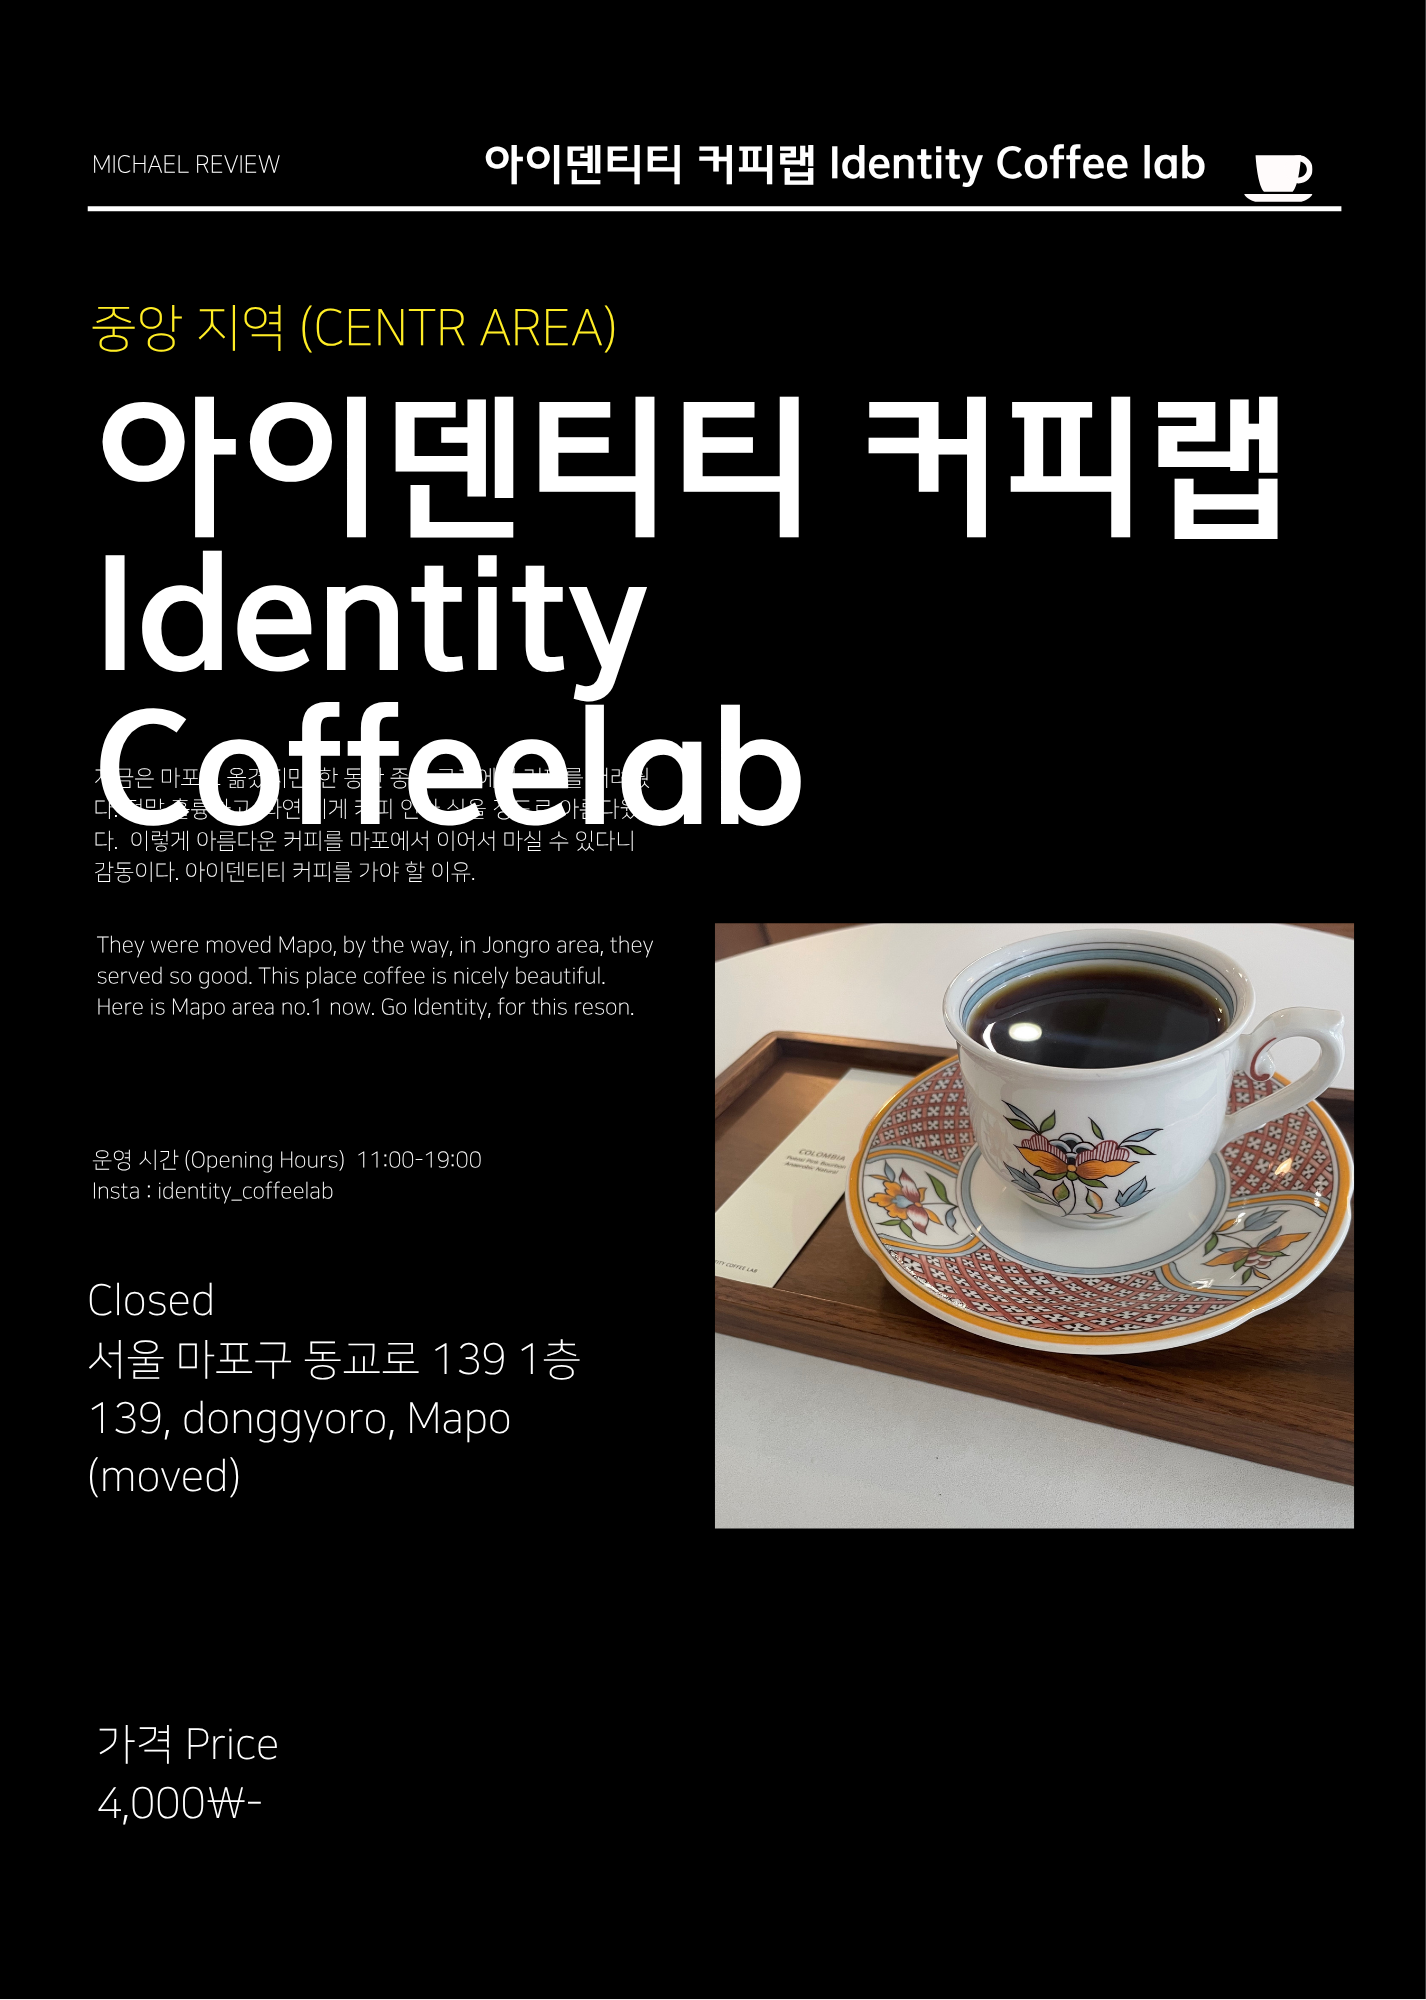 MICHAEL REVIEW
아이덴티티 커피랩 Identity Coffee lab
중앙 지역 (CENTR AREA)
아이덴티티 커피랩
Identity
Coffeelab
다. 이렇게 아름다운 커피를 마포에서 이어서 마실 수 있다니
감동이다. 아이덴티티 커피를 가야 할 이유.
They were moved Mapo, by the way, in Jongro area, they
served so good. This place coffee is nicely beautiful.
Here is Mapo area no.1 now. Go Identity, for this reson.
운영 시간 (Opening Hours) 11:00-19:00
Insta : identity_coffeelab
Closed
서울 마포구 동교로 139 1층
139, donggyoro, Mapo
(moved)
COLOMBIA
Anaerobic Natural
COFFEE LAB
가격 Price
4,000₩-